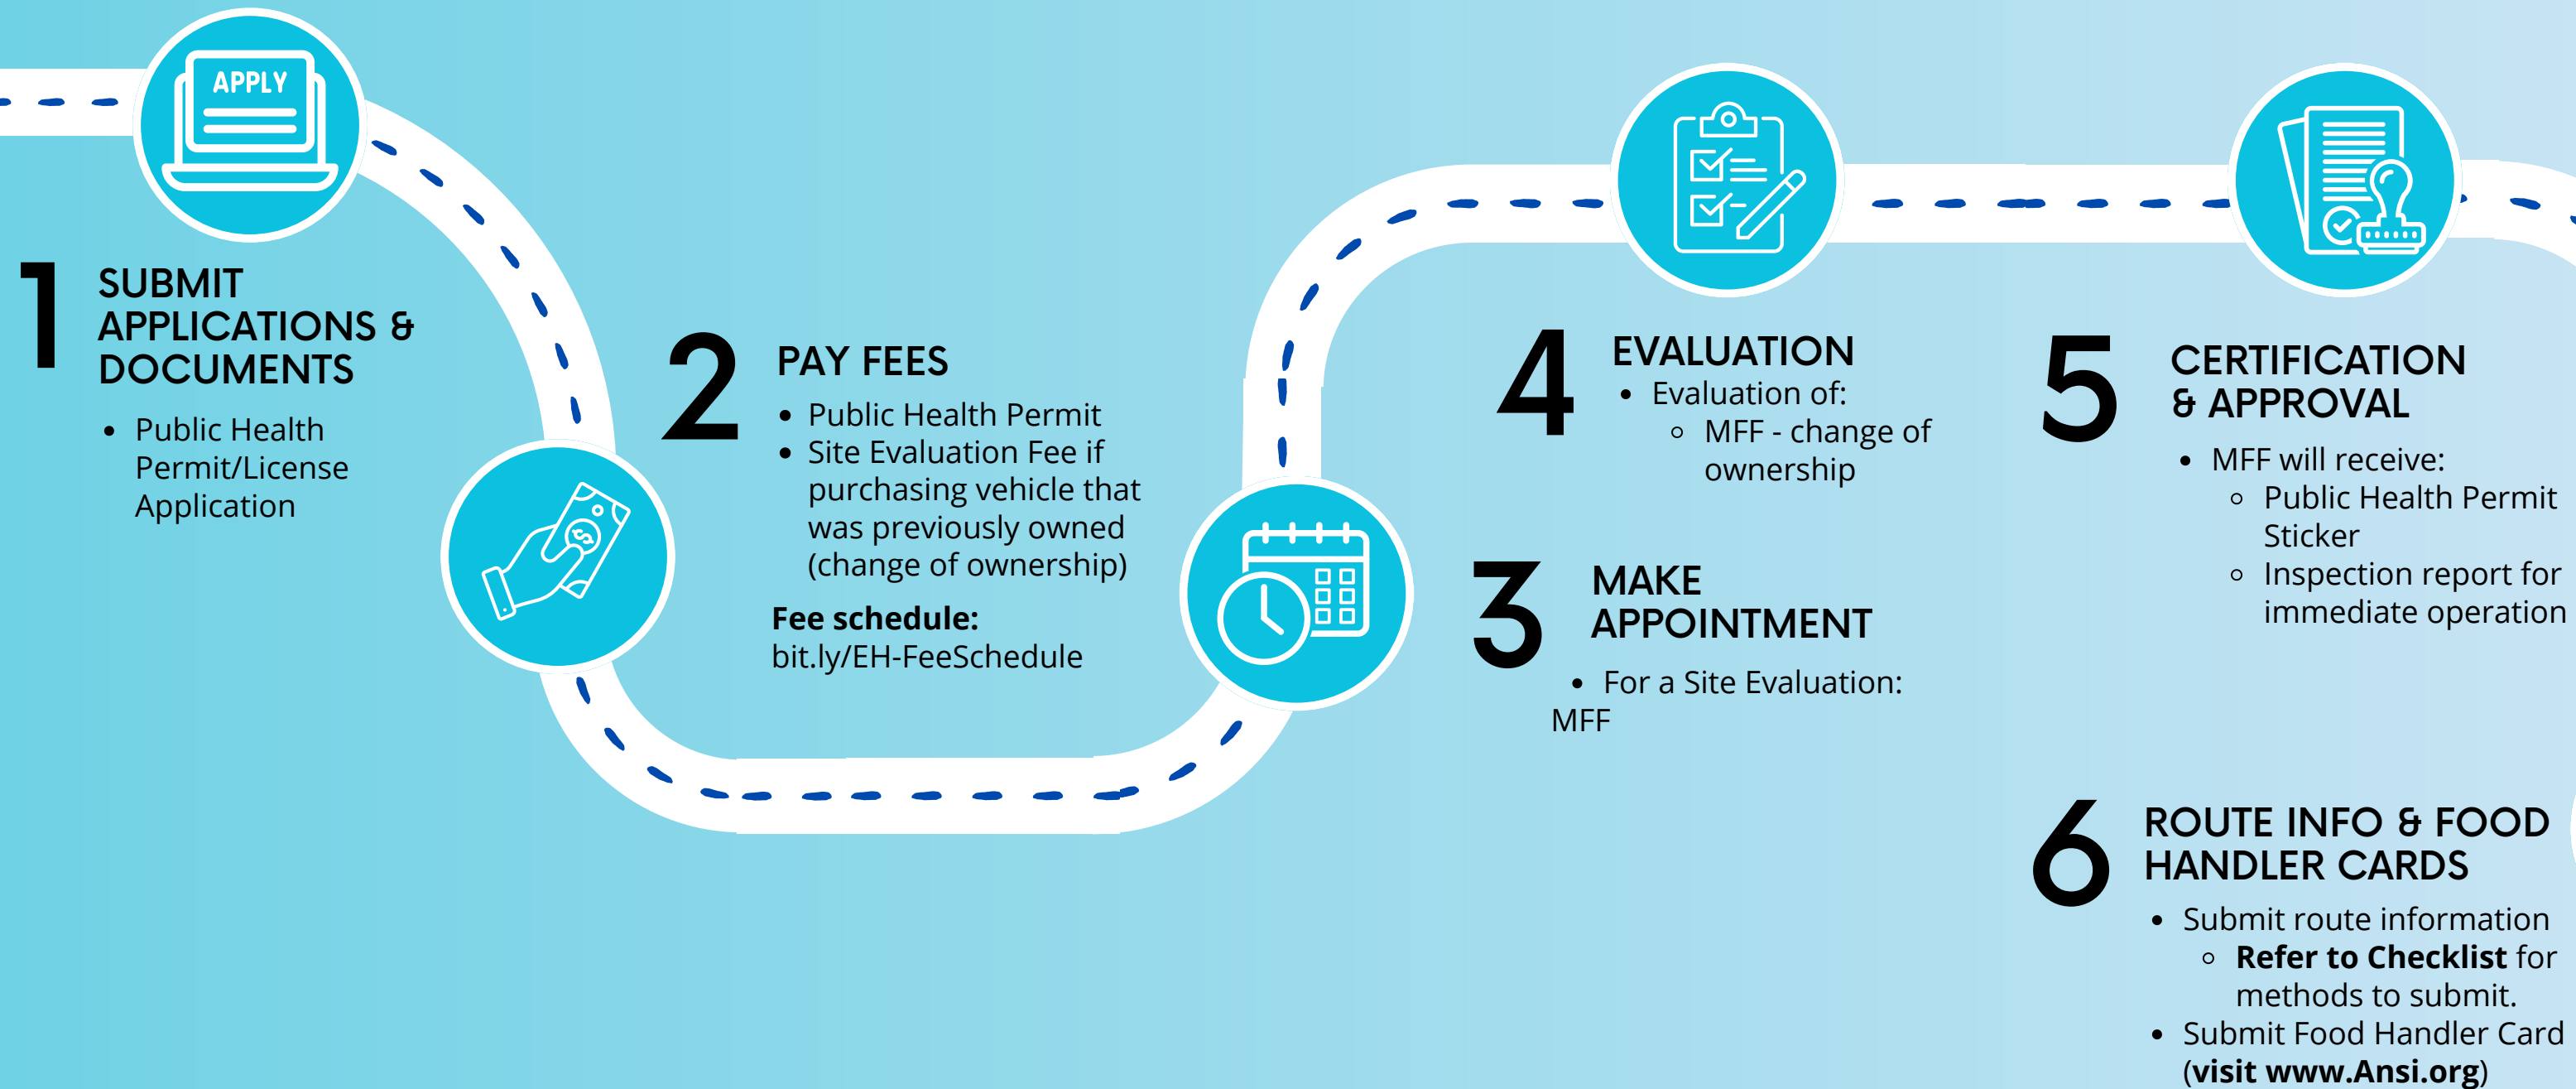 APPLY
1
SUBMIT
APPLICATIONS &
DOCUMENTS
• Public Health
Permit/License
Application
2
PAY FEES
• Public Health Permit
• Site Evaluation Fee if
purchasing vehicle that
was previously owned
(change of ownership)
Fee schedule:
bit.ly/EH-FeeSchedule
3
MAKE
APPOINTMENT
• For a Site Evaluation:
MFF
4
EVALUATION
• Evaluation of:
◦ MFF - change of
ownership
5
CERTIFICATION
& APPROVAL
• MFF will receive:
◦ Public Health Permit
Sticker
◦ Inspection report for
immediate operation
6
ROUTE INFO & FOOD
HANDLER CARDS
• Submit route information
◦ Refer to Checklist for
methods to submit.
• Submit Food Handler Card
(visit www.Ansi.org)